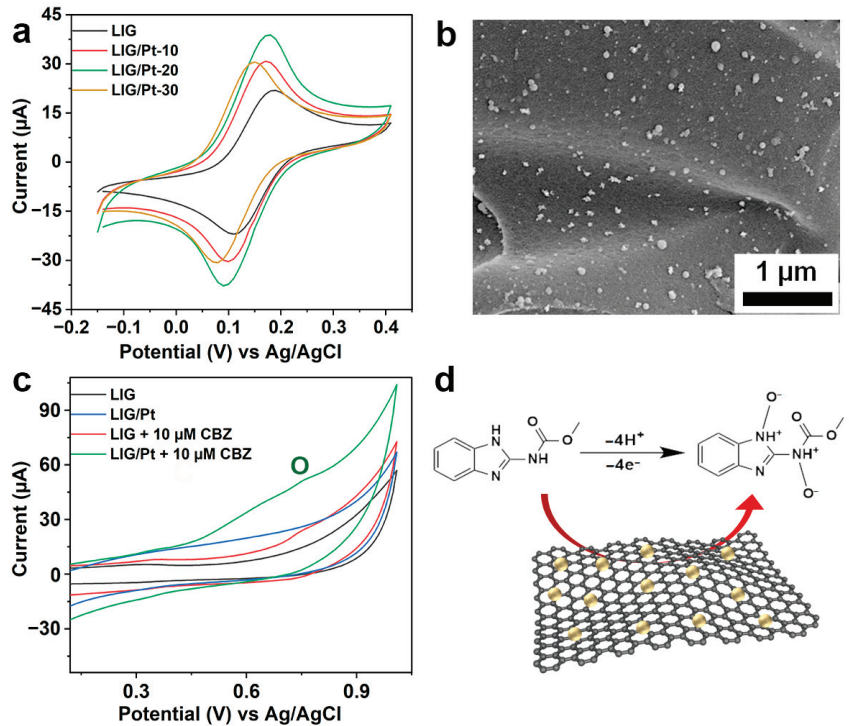 a
LIG
LIG/Pt-10
LIG/Pt-20
LIG/Pt-30
45
30
15
0
−15
−30
−45
Current (µA)
−0.2
−0.1
0.0
0.1
0.2
0.3
0.4
Potential (V) vs Ag/AgCl
b
1 µm
c
LIG
LIG/Pt
LIG + 10 µM CBZ
LIG/Pt + 10 µM CBZ
O
90
60
30
0
−30
Current (µA)
0.3
0.6
0.9
Potential (V) vs Ag/AgCl
d
H
N
N
NH
O
O
−4H⁺
−4e⁻
O⁻
NH⁺
N
NH⁺
O
O
O⁻